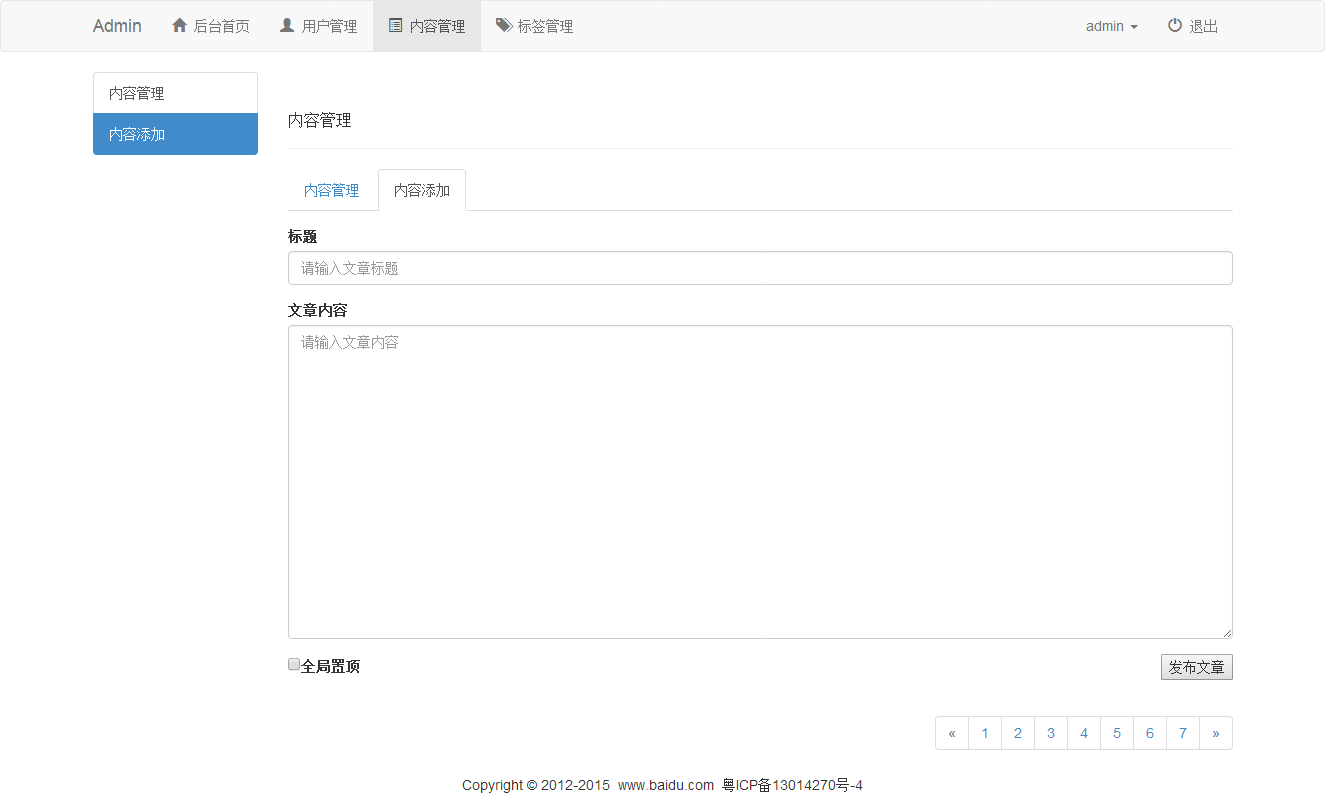 Admin 后台首页 用户管理 内容管理 标签管理 admin 退出
内容管理
内容添加
内容管理
内容管理 内容添加
标题
请输入文章标题
文章内容
请输入文章内容
全局置顶 发布文章
« 1 2 3 4 5 6 7 »
Copyright © 2012-2015 www.baidu.com 粤ICP备13014270号-4